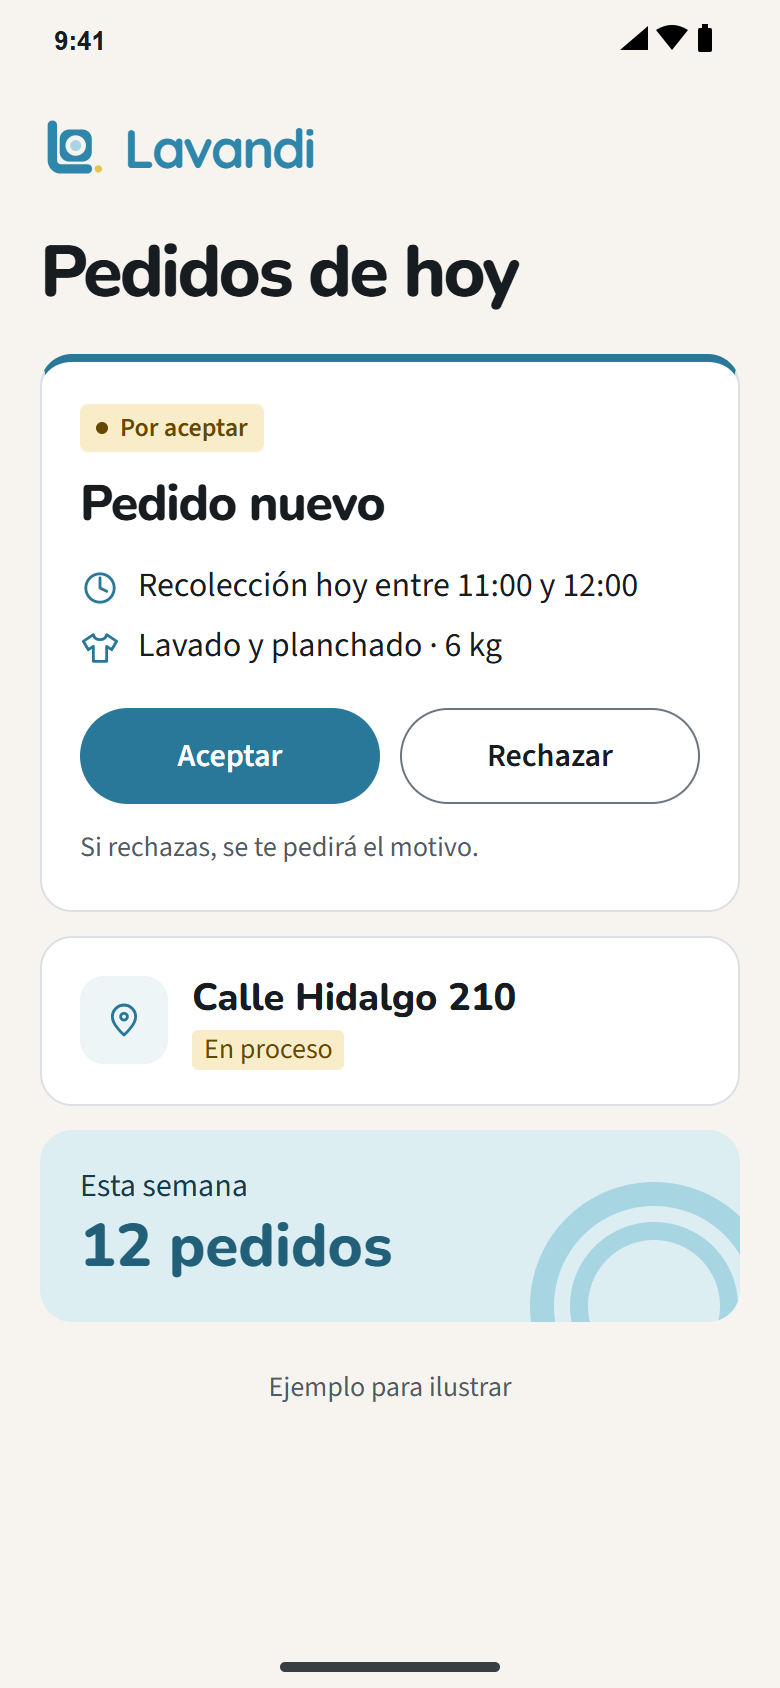 9:41
Lavandi
Pedidos de hoy
Por aceptar
Pedido nuevo
Recolección hoy entre 11:00 y 12:00
Lavado y planchado · 6 kg
Aceptar
Rechazar
Si rechazas, se te pedirá el motivo.
Calle Hidalgo 210
En proceso
Esta semana
12 pedidos
Ejemplo para ilustrar